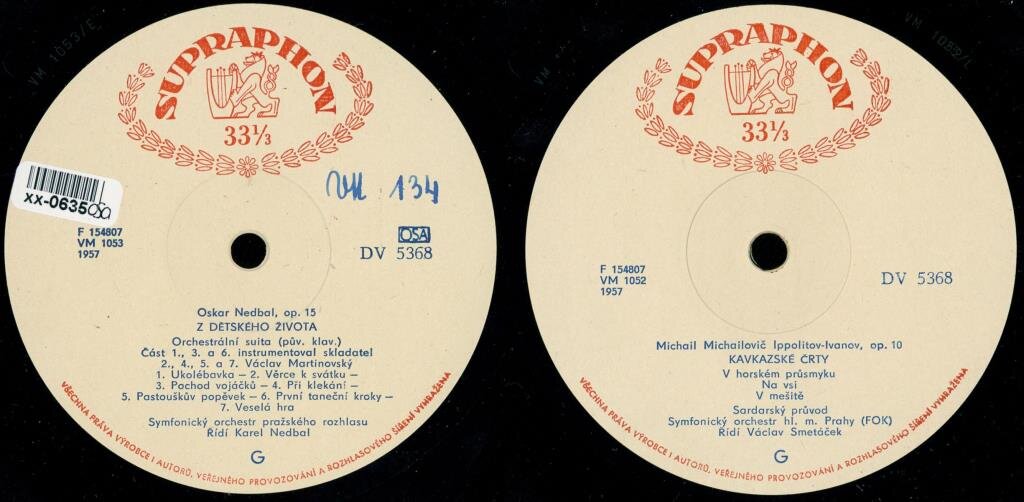 VM 1053/E
SUPRAPHON
33⅓
xx-0635
OSA
VM 134
F 154807
VM 1053
1957
OSA
DV 5368
Oskar Nedbal, op. 15
Z DĚTSKÉHO ŽIVOTA
Orchestrální suita (pův. klav.)
Část 1., 3. a 6. instrumentoval skladatel
2., 4., 5. a 7. Václav Martinovský
1. Ukolébavka – 2. Věrce k svátku –
3. Pochod vojáčků – 4. Při klekání –
5. Pastouškův popěvek – 6. První taneční kroky –
7. Veselá hra
Symfonický orchestr pražského rozhlasu
Řídí Karel Nedbal
G
VŠECHNA PRÁVA VÝROBCE I AUTORŮ, VEŘEJNÉHO PROVOZOVÁNÍ A ROZHLASOVÉHO ŠÍŘENÍ VYHRAŽENA
SUPRAPHON
33⅓
F 154807
VM 1052
1957
DV 5368
Michail Michailovič Ippolitov-Ivanov, op. 10
KAVKAZSKÉ ČRTY
V horském průsmyku
Na vsi
V mešitě
Sardarský průvod
Symfonický orchestr hl. m. Prahy (FOK)
Řídí Václav Smetáček
G
VŠECHNA PRÁVA VÝROBCE I AUTORŮ, VEŘEJNÉHO PROVOZOVÁNÍ A ROZHLASOVÉHO ŠÍŘENÍ VYHRAŽENA